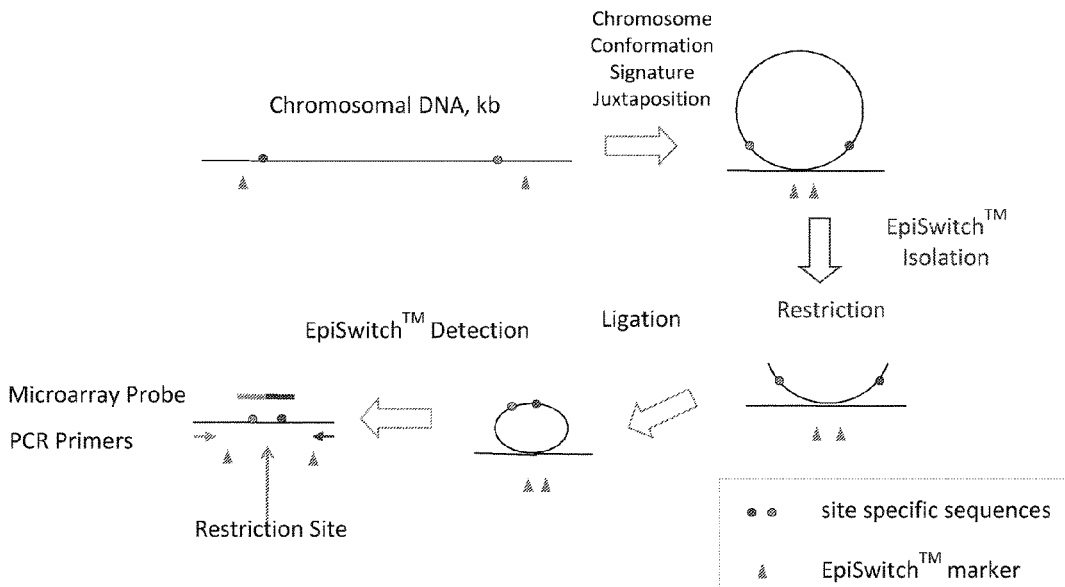 Chromosome
Conformation
Signature
Juxtaposition
Chromosomal DNA, kb
EpiSwitch™
Isolation
Restriction
Ligation
EpiSwitch™ Detection
Microarray Probe
PCR Primers
Restriction Site
site specific sequences
EpiSwitch™ marker